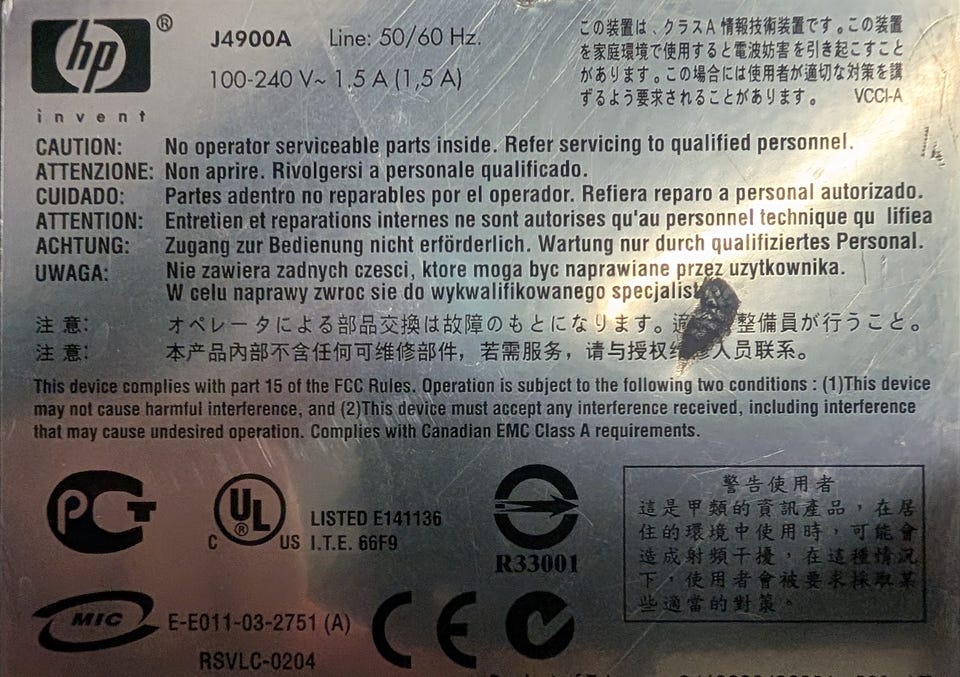 hp ®
invent
J4900A Line: 50/60 Hz.
100-240 V~ 1.5 A (1,5 A)
この装置は、クラスA 情報技術装置です。この装置
を家庭環境で使用すると電波妨害を引き起こすこと
があります。この場合には使用者が適切な対策を講
ずるよう要求されることがあります。 VCCI-A
CAUTION: No operator serviceable parts inside. Refer servicing to qualified personnel.
ATTENZIONE: Non aprire. Rivolgersi a personale qualificado.
CUIDADO: Partes adentro no reparables por el operador. Refiera reparo a personal autorizado.
ATTENTION: Entretien et reparations internes ne sont autorises qu'au personnel technique qu lifiea
ACHTUNG: Zugang zur Bedienung nicht erförderlich. Wartung nur durch qualifiziertes Personal.
UWAGA: Nie zawiera zadnych czesci, ktore moga byc naprawiane przez uzytkownika.
W celu naprawy zwroc sie do wykwalifikowanego specjalist
注 意: オペレータによる部品交換は故障のもとになります。適 整備員が行うこと。
注 意: 本产品內部不含任何可维修部件，若需服务，请与授权维修人员联系。
This device complies with part 15 of the FCC Rules. Operation is subject to the following two conditions : (1)This device
may not cause harmful interference, and (2)This device must accept any interference received, including interference
that may cause undesired operation. Complies with Canadian EMC Class A requirements.
PCT
C UL ® US
LISTED E141136
I.T.E. 66F9
R33001
警告使用者
這是甲類的資訊產品，在居
住的環境中使用時，可能會
造成射頻干擾，在這種情況
下，使用者會被要求採取某
些適當的對策。
MIC E-E011-03-2751 (A)
RSVLC-0204
CE